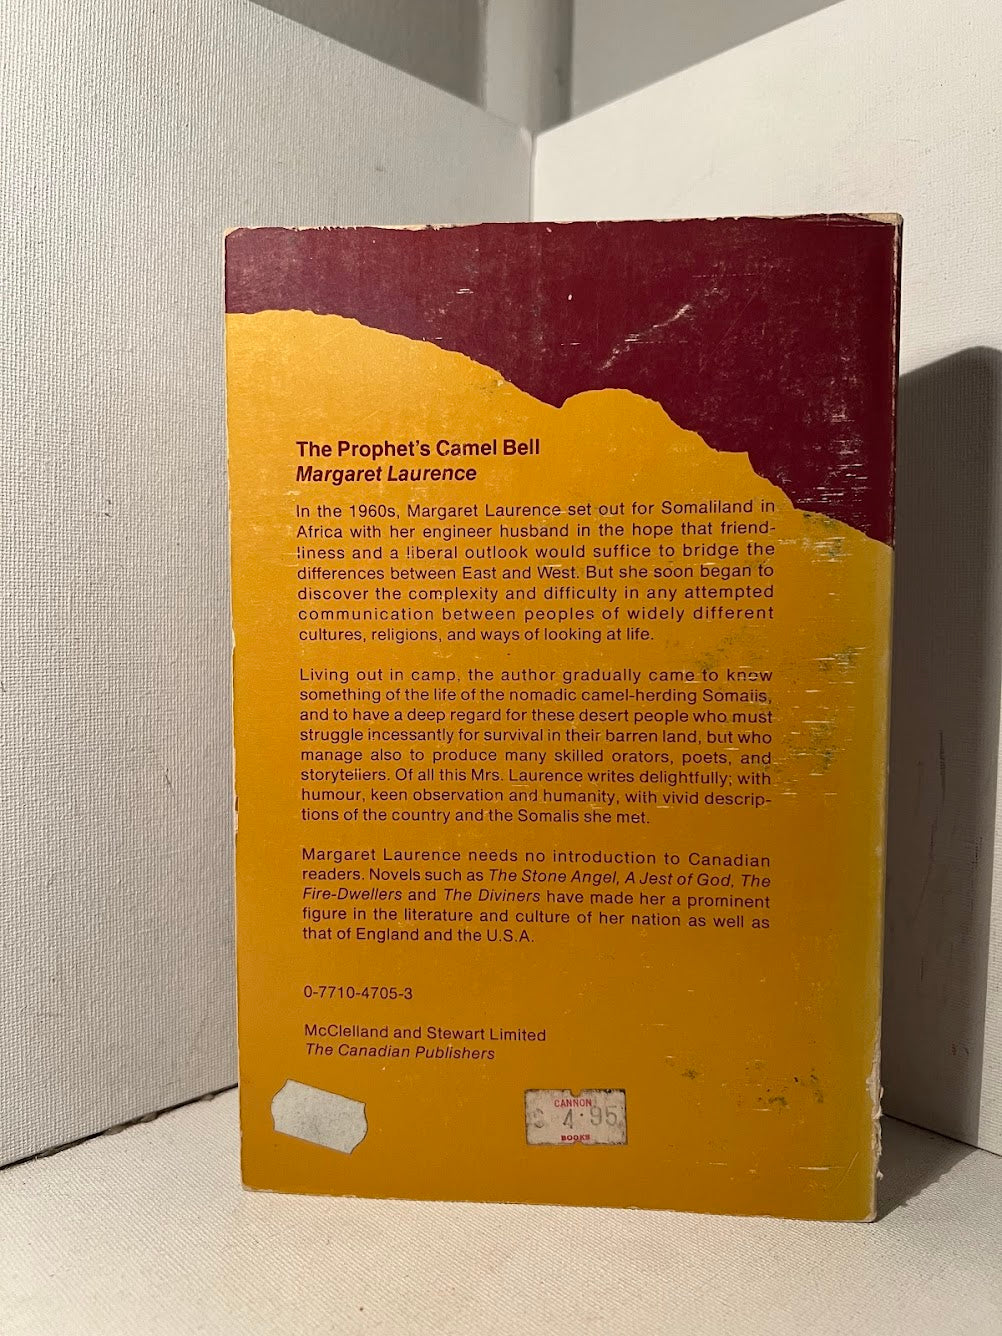 The Prophet's Camel Bell
Margaret Laurence
In the 1960s, Margaret Laurence set out for Somaliland in
Africa with her engineer husband in the hope that friend-
liness and a liberal outlook would suffice to bridge the
differences between East and West. But she soon began to
discover the complexity and difficulty in any attempted
communication between peoples of widely different
cultures, religions, and ways of looking at life.
Living out in camp, the author gradually came to know
something of the life of the nomadic camel-herding Somalis,
and to have a deep regard for these desert people who must
struggle incessantly for survival in their barren land, but who
manage also to produce many skilled orators, poets, and
storytellers. Of all this Mrs. Laurence writes delightfully; with
humour, keen observation and humanity, with vivid descrip-
tions of the country and the Somalis she met.
Margaret Laurence needs no introduction to Canadian
readers. Novels such as The Stone Angel, A Jest of God, The
Fire-Dwellers and The Diviners have made her a prominent
figure in the literature and culture of her nation as well as
that of England and the U.S.A.
0-7710-4705-3
McClelland and Stewart Limited
The Canadian Publishers
CANNON
$ 4.95
BOOKS